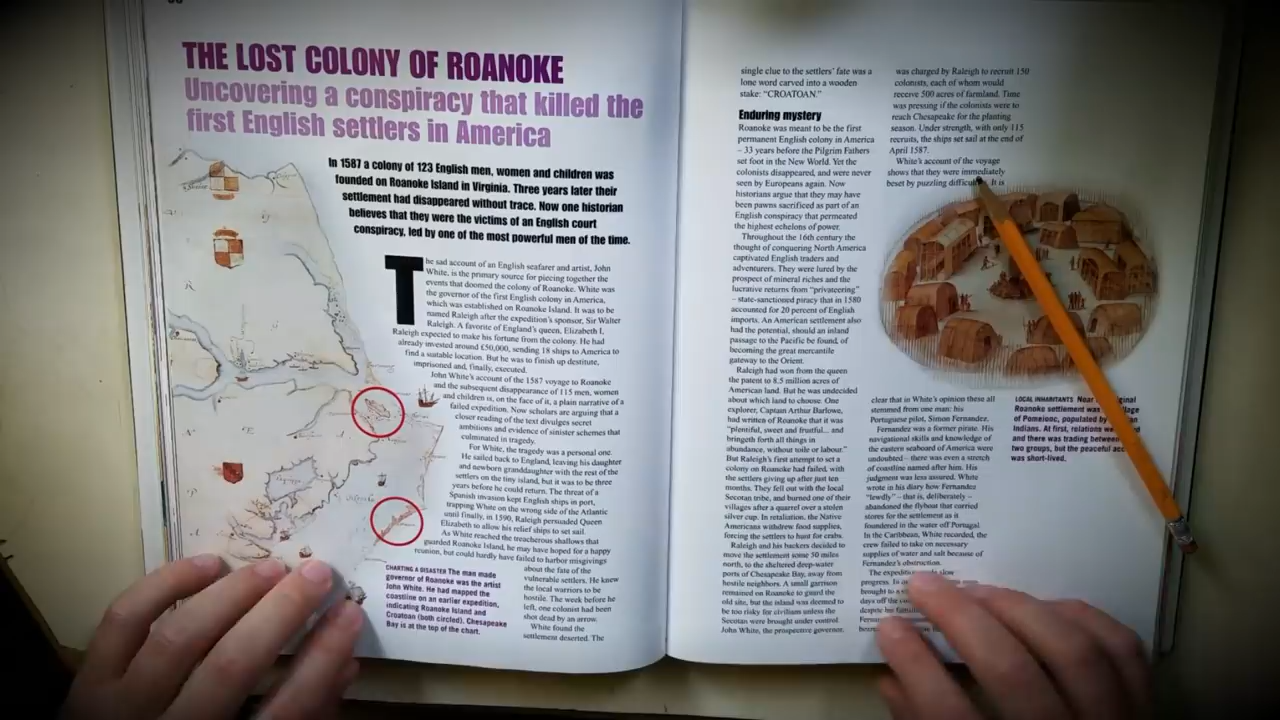 THE LOST COLONY OF ROANOKE
Uncovering a conspiracy that killed the
first English settlers in America
In 1587 a colony of 123 English men, women and children was
founded on Roanoke Island in Virginia. Three years later their
settlement had disappeared without trace. Now one historian
believes that they were the victims of an English court
conspiracy, led by one of the most powerful men of the time.
The sad account of an English seafarer and artist, John
White, is the primary source for piecing together the
events that doomed the colony of Roanoke. White was
the governor of the first English colony in America,
which was established on Roanoke Island. It was to be
named Raleigh after the expedition's sponsor, Sir Walter
Raleigh. A favorite of England's queen, Elizabeth I,
Raleigh expected to make his fortune from the colony. He had
already invested around £50,000, sending 18 ships to America to
find a suitable location. But he was to finish up destitute,
imprisoned and, finally, executed.
John White's account of the 1587 voyage to Roanoke
and the subsequent disappearance of 115 men, women
and children is, on the face of it, a plain narrative of a
failed expedition. Now scholars are arguing that a
closer reading of the text divulges secret
ambitions and evidence of sinister schemes that
culminated in tragedy.
For White, the tragedy was a personal one.
He sailed back to England, leaving his daughter
and newborn granddaughter with the rest of the
settlers on the tiny island, but it was to be three
years before he could return. The threat of a
Spanish invasion kept English ships in port,
trapping White on the wrong side of the Atlantic
until finally, in 1590, Raleigh persuaded Queen
Elizabeth to allow his relief ships to set sail.
As White reached the treacherous shallows that
guarded Roanoke Island, he may have hoped for a happy
reunion, but could hardly have failed to harbor misgivings
about the fate of the
vulnerable settlers. He knew
the local warriors to be
hostile. The week before he
left, one colonist had been
shot dead by an arrow.
White found the
settlement deserted. The
CHARTING A DISASTER The man made
governor of Roanoke was the artist
John White. He had mapped the
coastline on an earlier expedition,
indicating Roanoke Island and
Croatoan (both circled). Chesapeake
Bay is at the top of the chart.
single clue to the settlers' fate was a
lone word carved into a wooden
stake: “CROATOAN.”
Enduring mystery
Roanoke was meant to be the first
permanent English colony in America
– 33 years before the Pilgrim Fathers
set foot in the New World. Yet the
colonists disappeared, and were never
seen by Europeans again. Now
historians argue that they may have
been pawns sacrificed as part of an
English conspiracy that permeated
the highest echelons of power.
Throughout the 16th century the
thought of conquering North America
captivated English traders and
adventurers. They were lured by the
prospect of mineral riches and the
lucrative returns from “privateering”
– state-sanctioned piracy that in 1580
accounted for 20 percent of English
imports. An American settlement also
had the potential, should an inland
passage to the Pacific be found, of
becoming the great mercantile
gateway to the Orient.
Raleigh had won from the queen
the patent to 8.5 million acres of
American land. But he was undecided
about which land to choose. One
explorer, Captain Arthur Barlowe,
had written of Roanoke that it was
“plentiful, sweet and fruitful... and
bringeth forth all things in
abundance, without toile or labour.”
But Raleigh's first attempt to set a
colony on Roanoke had failed, with
the settlers giving up after just ten
months. They fell out with the local
Secotan tribe, and burned one of their
villages after a quarrel over a stolen
silver cup. In retaliation, the Native
Americans withdrew food supplies,
forcing the settlers to hunt for crabs.
Raleigh and his backers decided to
move the settlement some 50 miles
north, to the sheltered deep-water
ports of Chesapeake Bay, away from
hostile neighbors. A small garrison
remained on Roanoke to guard the
old site, but the island was deemed to
be too risky for civilians unless the
Secotan were brought under control
John White, the prospective governor,
was charged by Raleigh to recruit 150
colonists, each of whom would
receive 500 acres of farmland. Time
was pressing if the colonists were to
reach Chesapeake for the planting
season. Under strength, with only 115
recruits, the ships set sail at the end of
April 1587.
White's account of the voyage
shows that they were immediately
beset by puzzling It is
clear that in White's opinion these all
stemmed from one man: his
Portuguese pilot, Simon Fernandez.
Fernandez was a former pirate. His
navigational skills and knowledge of
the eastern seaboard of America were
undoubted – there was even a stretch
of coastline named after him. His
judgment was less assured. White
wrote in his diary how Fernandez
“lewdly” – that is, deliberately –
abandoned the flyboat that carried
stores for the settlement as it
foundered in the water off Portugal.
In the Caribbean, White recorded, the
crew failed to take on necessary
supplies of water and salt because of
Fernandez's obstruction.
The slow
progress. In
brought to a
days off the
despite his
LOCAL INHABITANTS
Roanoke settlement was
of Pomeioc, populated by
Indians. At first, relations
and there was trading between
two groups, but the peaceful
was short-lived.